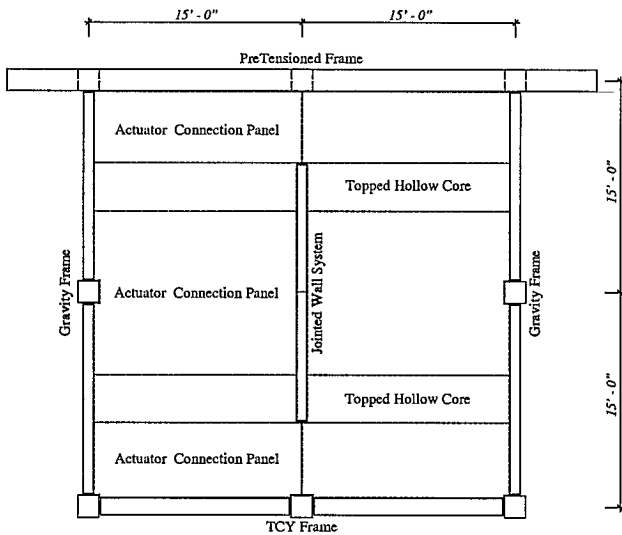 15' - 0"
15' - 0"
PreTensioned Frame
Actuator Connection Panel
Topped Hollow Core
15' - 0"
Gravity Frame
Actuator Connection Panel
Jointed Wall System
Gravity Frame
Topped Hollow Core
15' - 0"
Actuator Connection Panel
TCY Frame